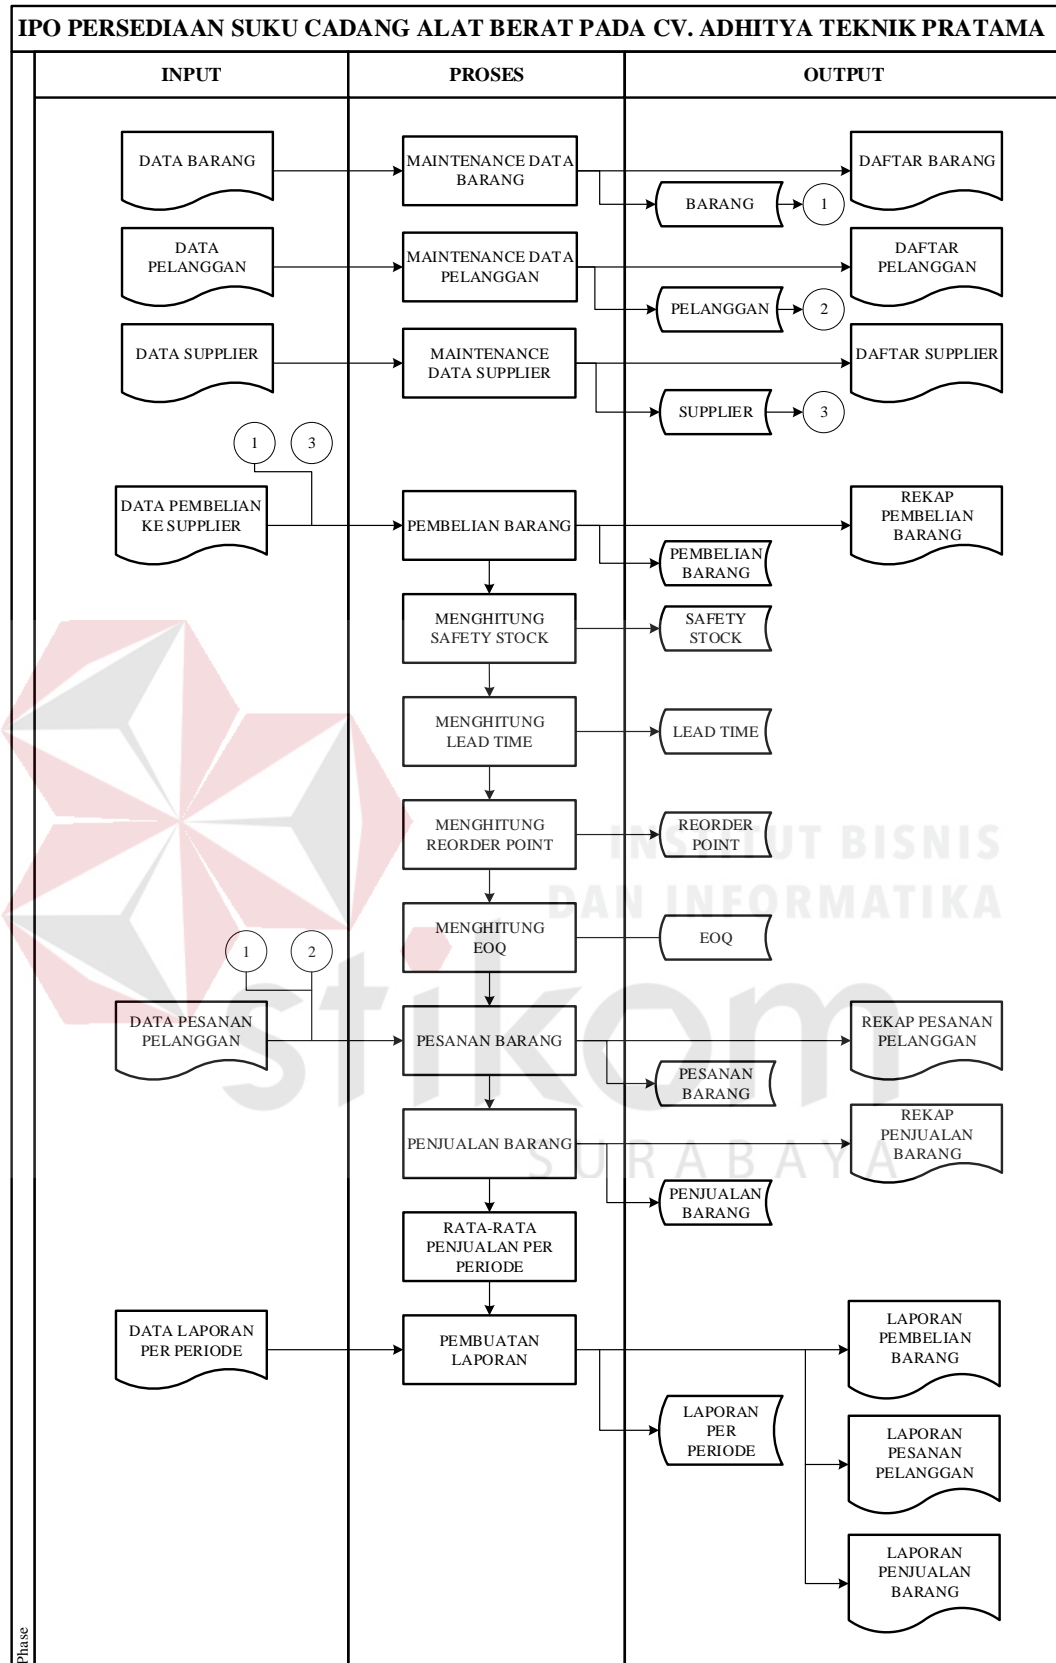 IPO PERSEDIAAN SUKU CADANG ALAT BERAT PADA CV. ADHITYA TEKNIK PRATAMA
INPUT
PROSES
OUTPUT
DATA BARANG
MAINTENANCE DATA
BARANG
DAFTAR BARANG
BARANG
1
DATA
PELANGGAN
MAINTENANCE DATA
PELANGGAN
DAFTAR
PELANGGAN
PELANGGAN
2
DATA SUPPLIER
MAINTENANCE
DATA SUPPLIER
DAFTAR SUPPLIER
SUPPLIER
3
1
3
DATA PEMBELIAN
KE SUPPLIER
PEMBELIAN BARANG
REKAP
PEMBELIAN
BARANG
PEMBELIAN
BARANG
MENGHITUNG
SAFETY STOCK
SAFETY
STOCK
MENGHITUNG
LEAD TIME
LEAD TIME
MENGHITUNG
REORDER POINT
REORDER
POINT
INSTITUT BISNIS
DAN INFORMATIKA
MENGHITUNG
EOQ
EOQ
1
2
stikom
SURABAYA
DATA PESANAN
PELANGGAN
PESANAN BARANG
REKAP PESANAN
PELANGGAN
PESANAN
BARANG
PENJUALAN BARANG
REKAP
PENJUALAN
BARANG
PENJUALAN
BARANG
RATA-RATA
PENJUALAN PER
PERIODE
DATA LAPORAN
PER PERIODE
PEMBUATAN
LAPORAN
LAPORAN
PEMBELIAN
BARANG
LAPORAN
PER
PERIODE
LAPORAN
PESANAN
PELANGGAN
LAPORAN
PENJUALAN
BARANG
Phase